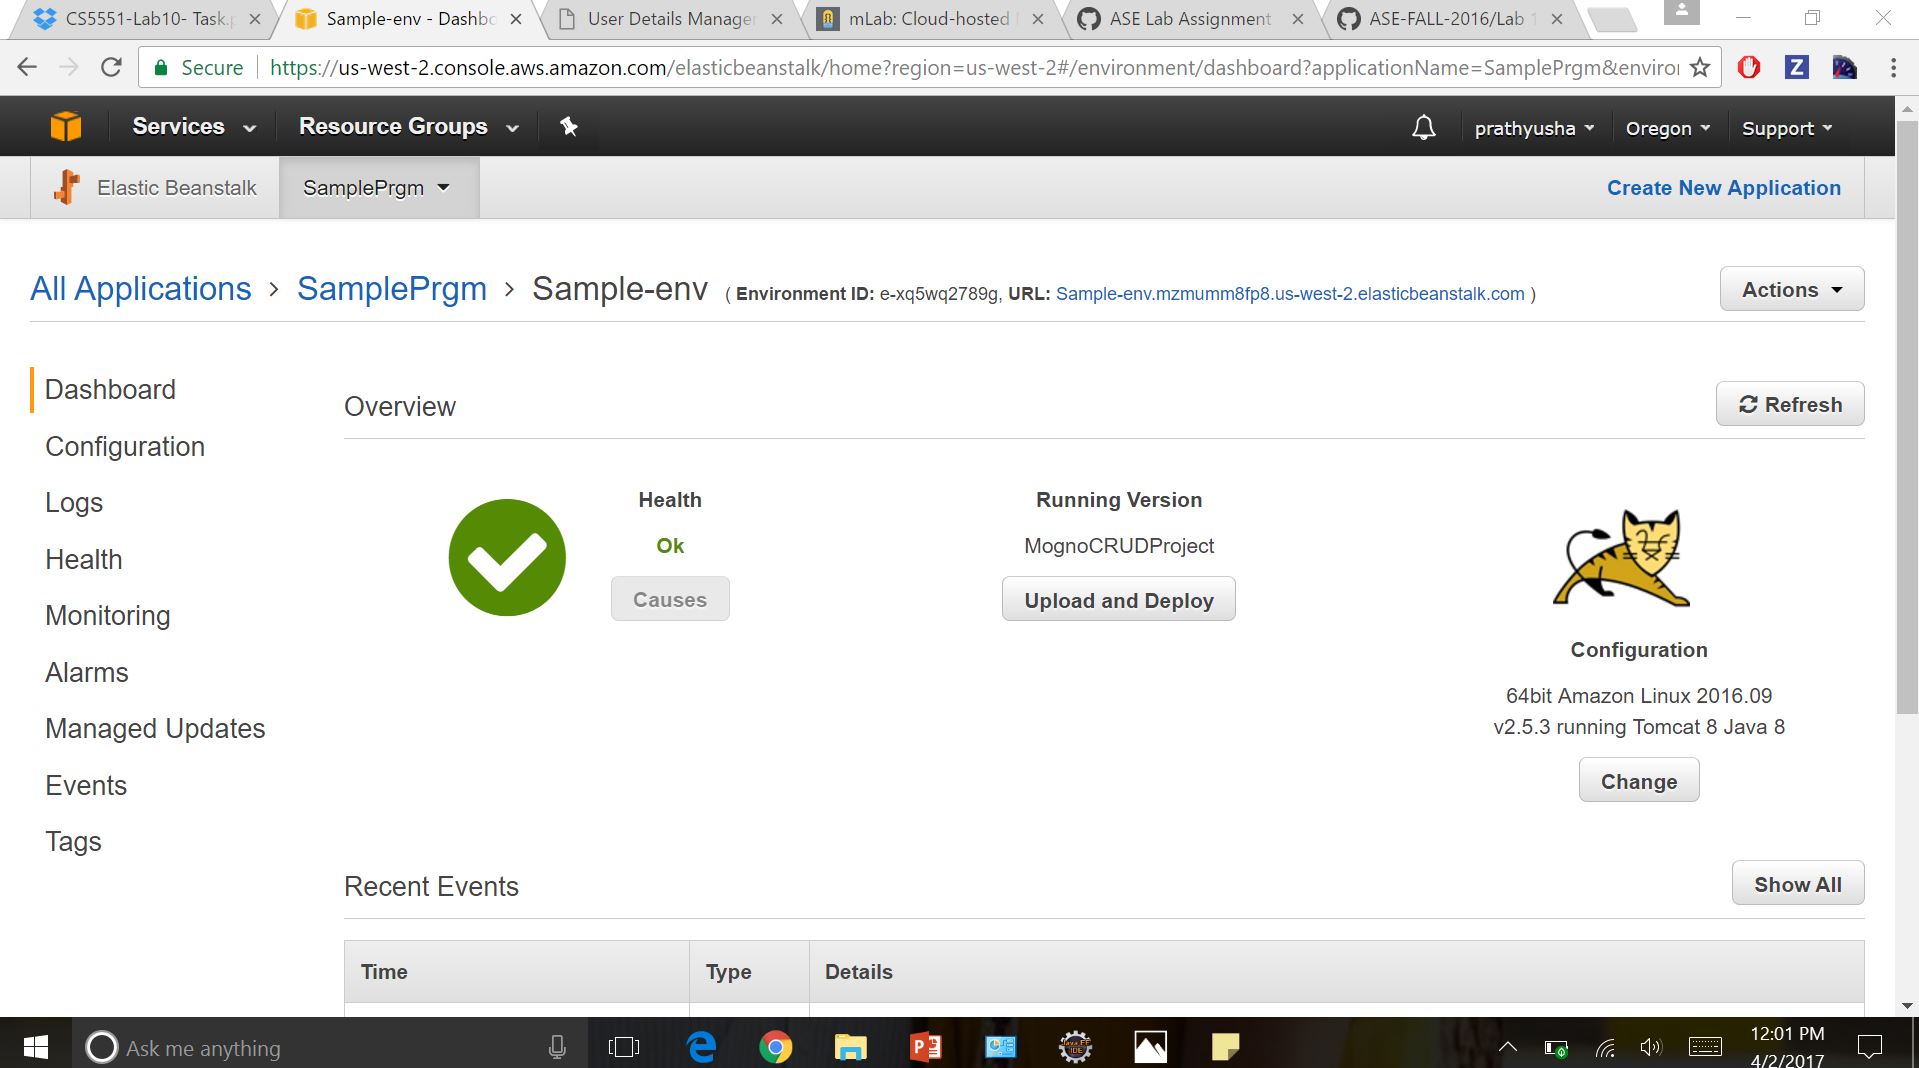 CS5551-Lab10- Task.p
Sample-env - Dashbo
User Details Manager
mLab: Cloud-hosted
ASE Lab Assignment
ASE-FALL-2016/Lab 1
Secure
https://us-west-2.console.aws.amazon.com/elasticbeanstalk/home?region=us-west-2#/environment/dashboard?applicationName=SamplePrgm&enviro
Z
Services
Resource Groups
prathyusha
Oregon
Support
Elastic Beanstalk
SamplePrgm
Create New Application
All Applications > SamplePrgm > Sample-env ( Environment ID: e-xq5wq2789g, URL: Sample-env.mzmumm8fp8.us-west-2.elasticbeanstalk.com )
Actions
Dashboard
Configuration
Logs
Health
Monitoring
Alarms
Managed Updates
Events
Tags
Overview
Refresh
Health
Ok
Causes
Running Version
MognoCRUDProject
Upload and Deploy
Configuration
64bit Amazon Linux 2016.09
v2.5.3 running Tomcat 8 Java 8
Change
Recent Events
Show All
Time
Type
Details
Ask me anything
Java EE
IDE
12:01 PM
4/2/2017